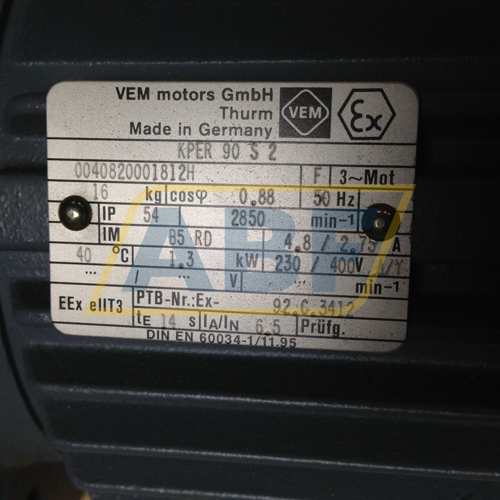 VEM motors GmbH
Thurm
Made in Germany
VEM
Ex
KPER 90 S 2
0040820001812H F 3~Mot
16 kg cosφ 0.88 50 Hz
IP 54 2850 min-1
IM B5 RD 4.8 / 2.75 A
40 °C 1.3 kW 230 / 400V
... / ... V ... min-1
EEx eIIT3 PTB-Nr.:Ex- 92.C.3412
tE 14 s IA/IN 6.5 Prüfg.
DIN EN 60034-1/11.95
ABF